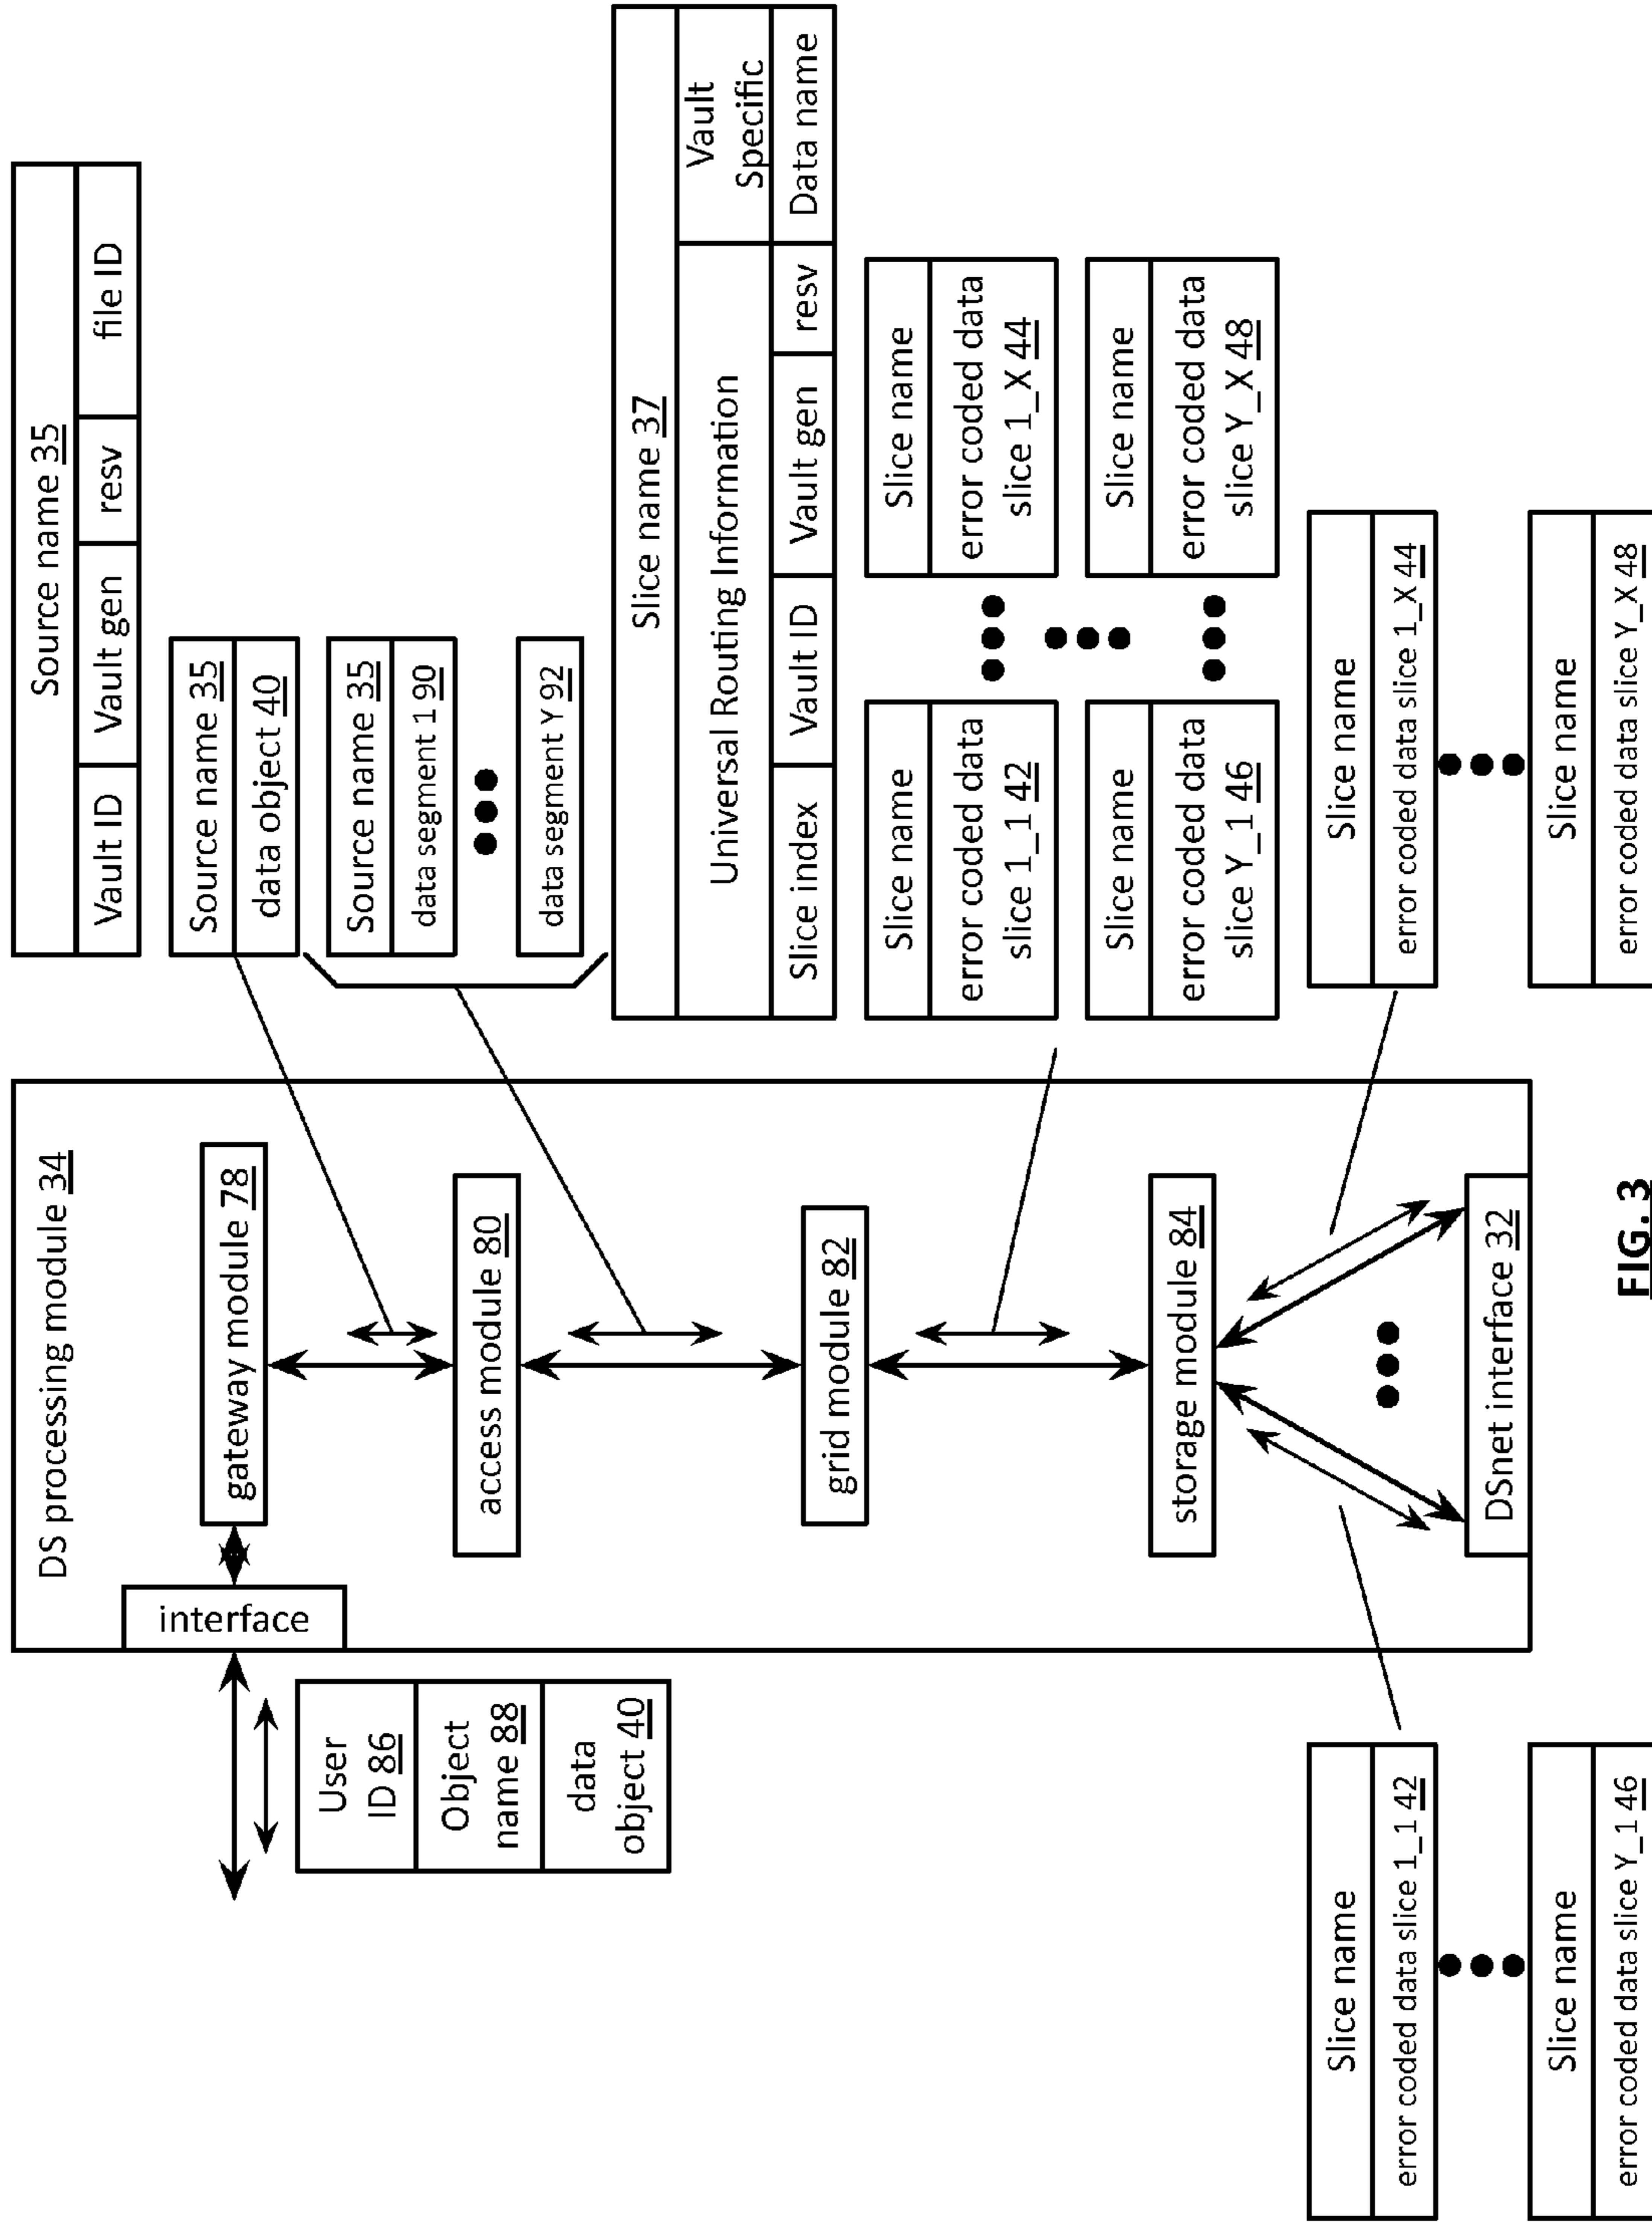 DS processing module 34
interface
gateway module 78
access module 80
grid module 82
storage module 84
DSnet interface 32
User
ID 86
Object
name 88
data
object 40
Source name 35
Vault ID
Vault gen
resv
file ID
Source name 35
data object 40
Source name 35
data segment 1 90
data segment Y 92
Slice name 37
Universal Routing Information
Vault
Specific
Slice index
Vault ID
Vault gen
resv
Data name
Slice name
error coded data
slice 1_1 42
Slice name
error coded data
slice 1_X 44
Slice name
error coded data
slice Y_1 46
Slice name
error coded data
slice Y_X 48
Slice name
error coded data slice 1_1 42
Slice name
error coded data slice Y_1 46
Slice name
error coded data slice 1_X 44
Slice name
error coded data slice Y_X 48
FIG. 3